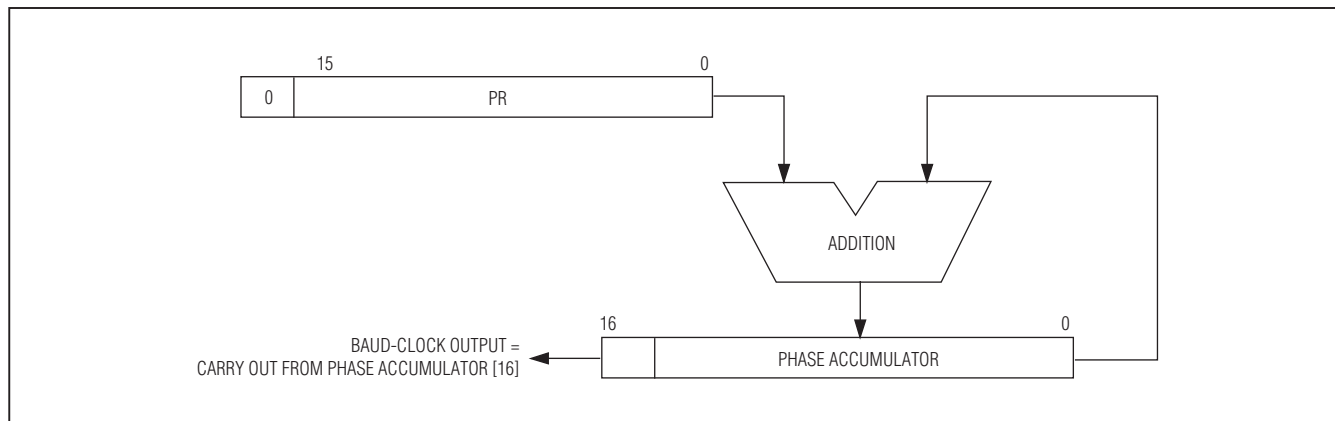 15 0
0 PR
ADDITION
16 0
BAUD-CLOCK OUTPUT =
CARRY OUT FROM PHASE ACCUMULATOR [16]
PHASE ACCUMULATOR